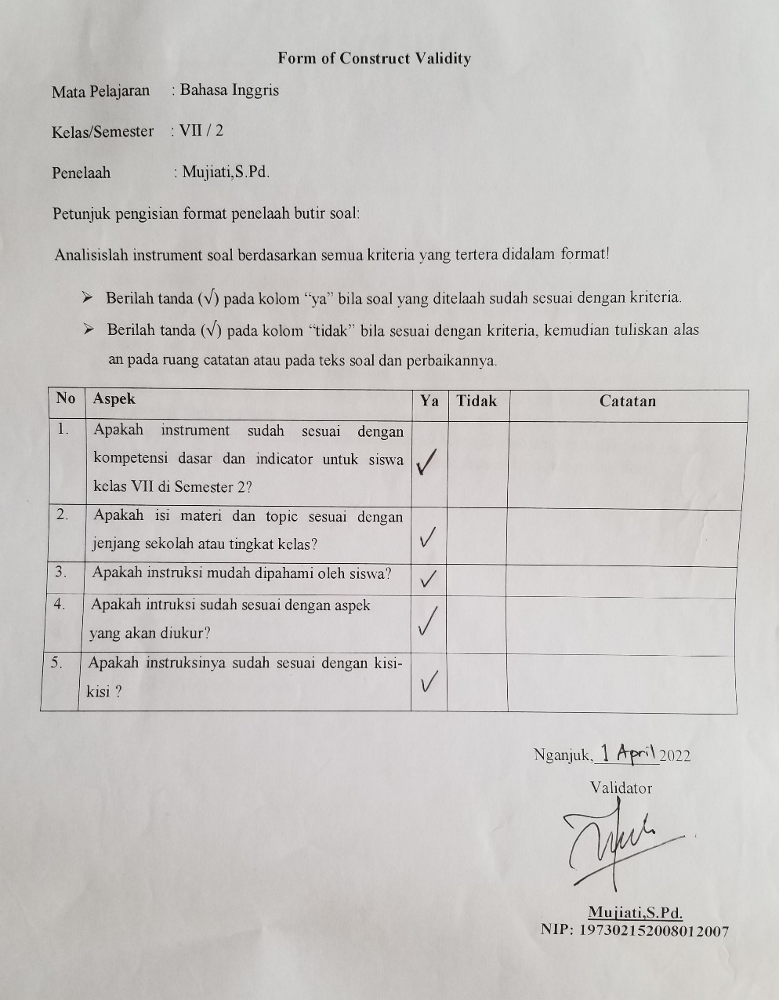 Form of Construct Validity
Mata Pelajaran : Bahasa Inggris
Kelas/Semester : VII / 2
Penelaah : Mujiati,S.Pd.
Petunjuk pengisian format penelaah butir soal:
Analisislah instrument soal berdasarkan semua kriteria yang tertera didalam format!
➢ Berilah tanda (√) pada kolom “ya” bila soal yang ditelaah sudah sesuai dengan kriteria.
➢ Berilah tanda (√) pada kolom “tidak” bila sesuai dengan kriteria, kemudian tuliskan alas
an pada ruang catatan atau pada teks soal dan perbaikannya.
No Aspek Ya Tidak Catatan
1. Apakah instrument sudah sesuai dengan
kompetensi dasar dan indicator untuk siswa ✓
kelas VII di Semester 2?
2. Apakah isi materi dan topic sesuai dengan
jenjang sekolah atau tingkat kelas? ✓
3. Apakah instruksi mudah dipahami oleh siswa? ✓
4. Apakah intruksi sudah sesuai dengan aspek
yang akan diukur? ✓
5. Apakah instruksinya sudah sesuai dengan kisi-
kisi ? ✓
Nganjuk, 1 April 2022
Validator
Mujiati,S.Pd.
NIP: 197302152008012007